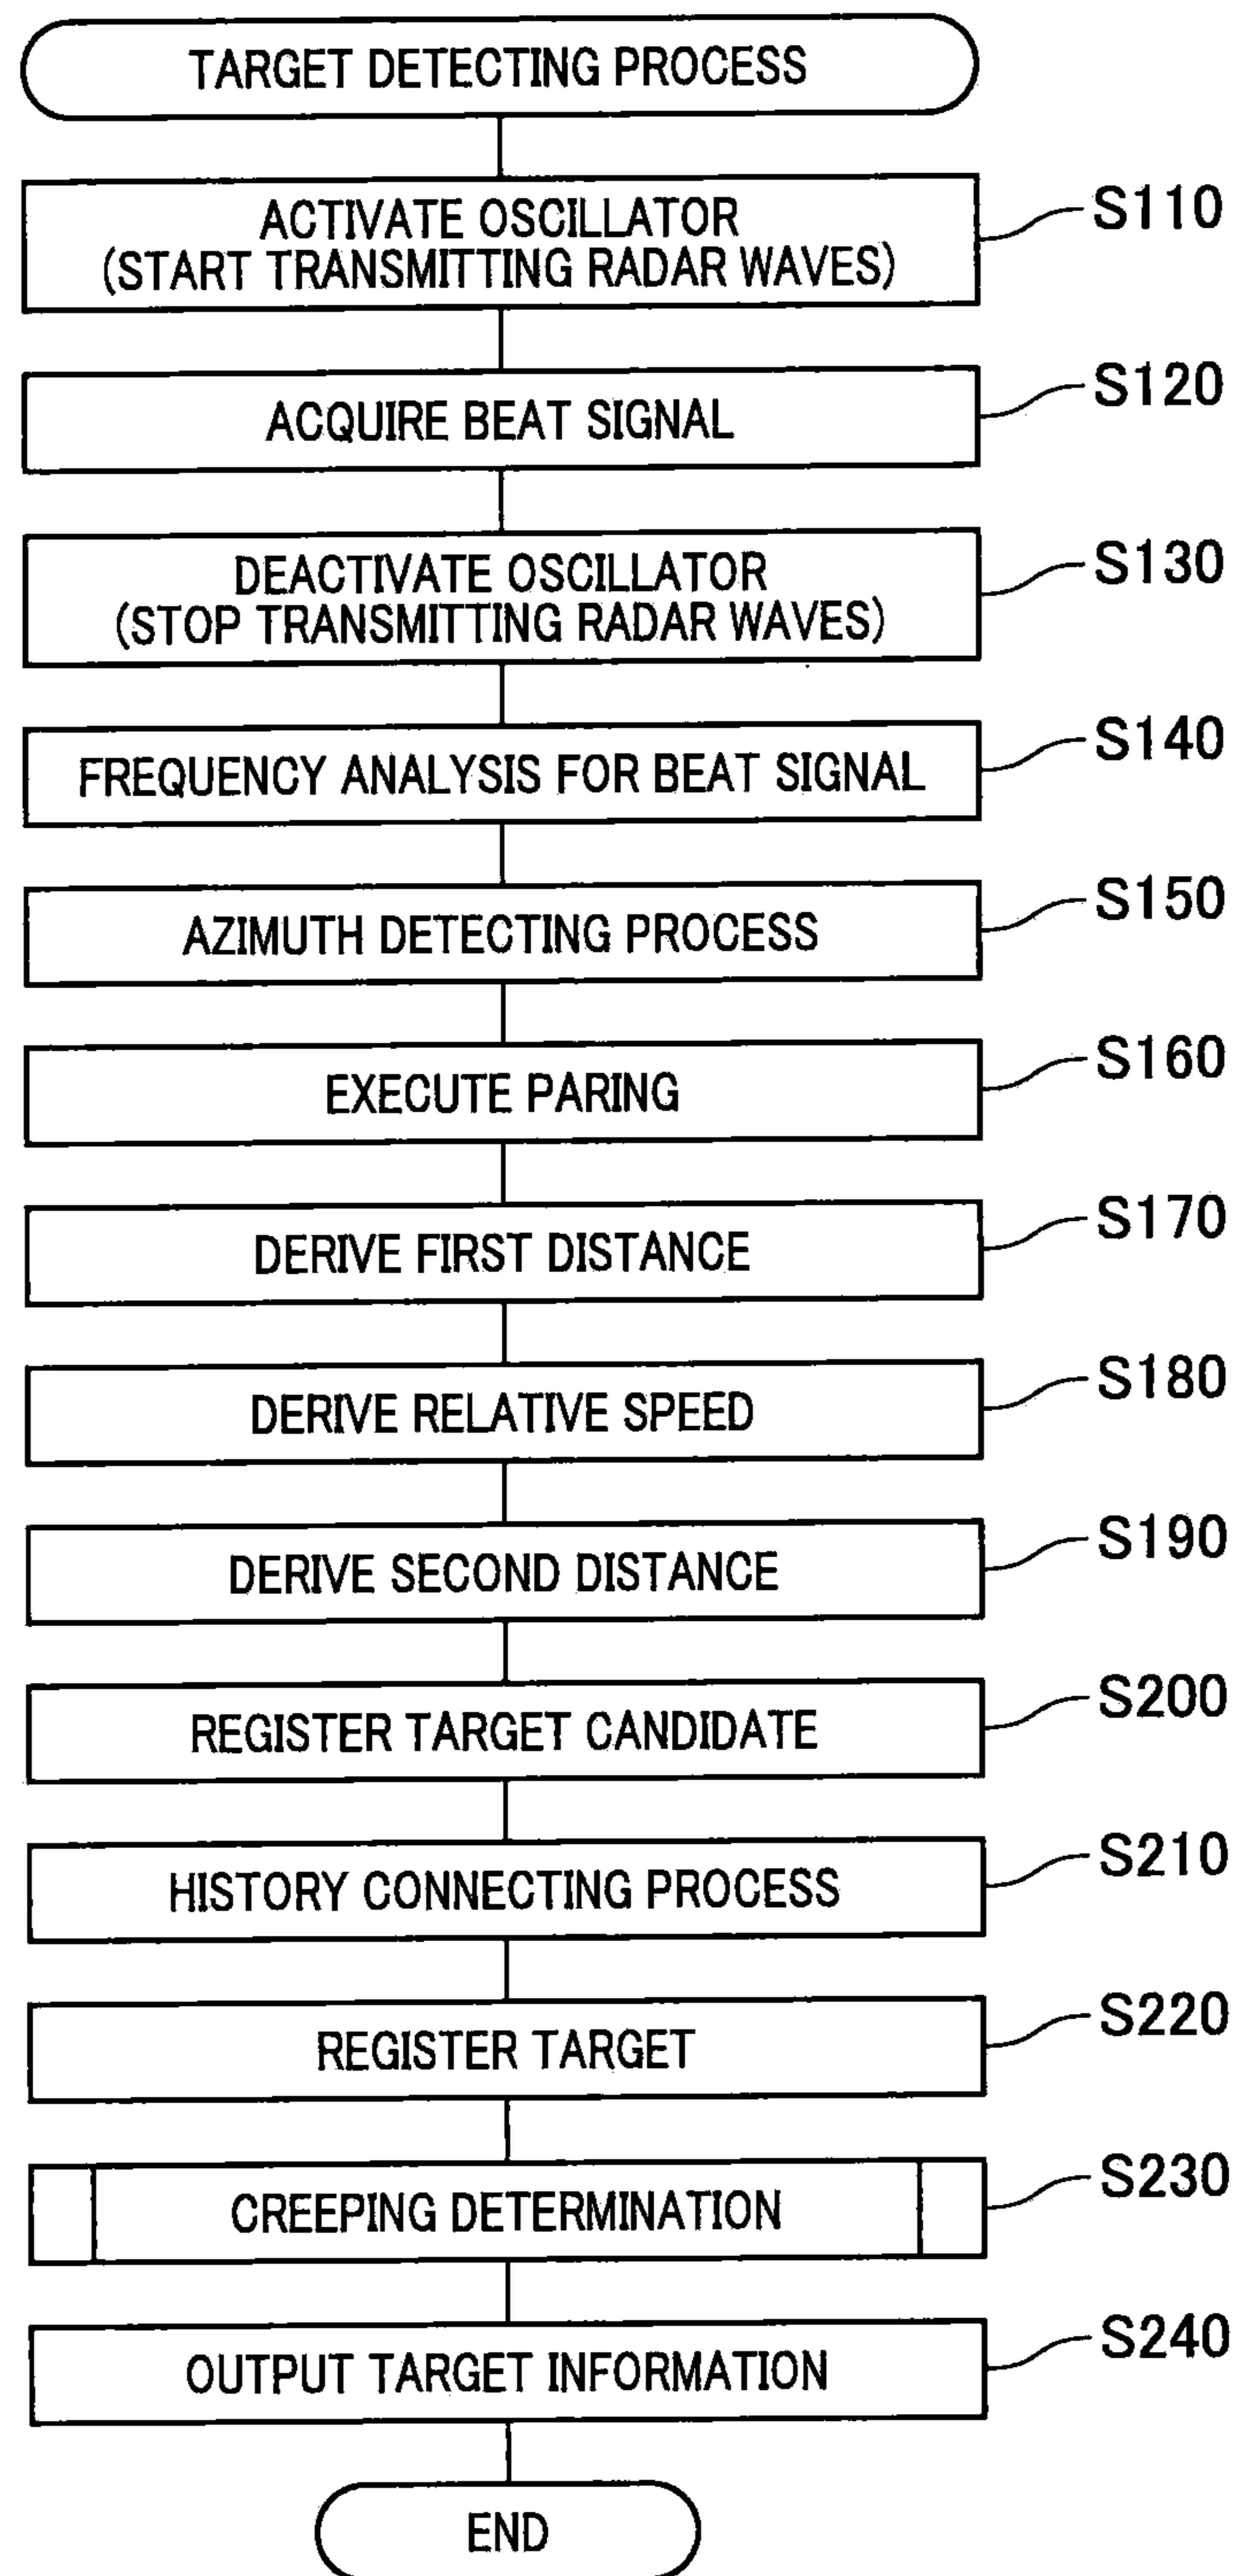 TARGET DETECTING PROCESS
ACTIVATE OSCILLATOR
(START TRANSMITTING RADAR WAVES)
S110
ACQUIRE BEAT SIGNAL
S120
DEACTIVATE OSCILLATOR
(STOP TRANSMITTING RADAR WAVES)
S130
FREQUENCY ANALYSIS FOR BEAT SIGNAL
S140
AZIMUTH DETECTING PROCESS
S150
EXECUTE PARING
S160
DERIVE FIRST DISTANCE
S170
DERIVE RELATIVE SPEED
S180
DERIVE SECOND DISTANCE
S190
REGISTER TARGET CANDIDATE
S200
HISTORY CONNECTING PROCESS
S210
REGISTER TARGET
S220
CREEPING DETERMINATION
S230
OUTPUT TARGET INFORMATION
S240
END